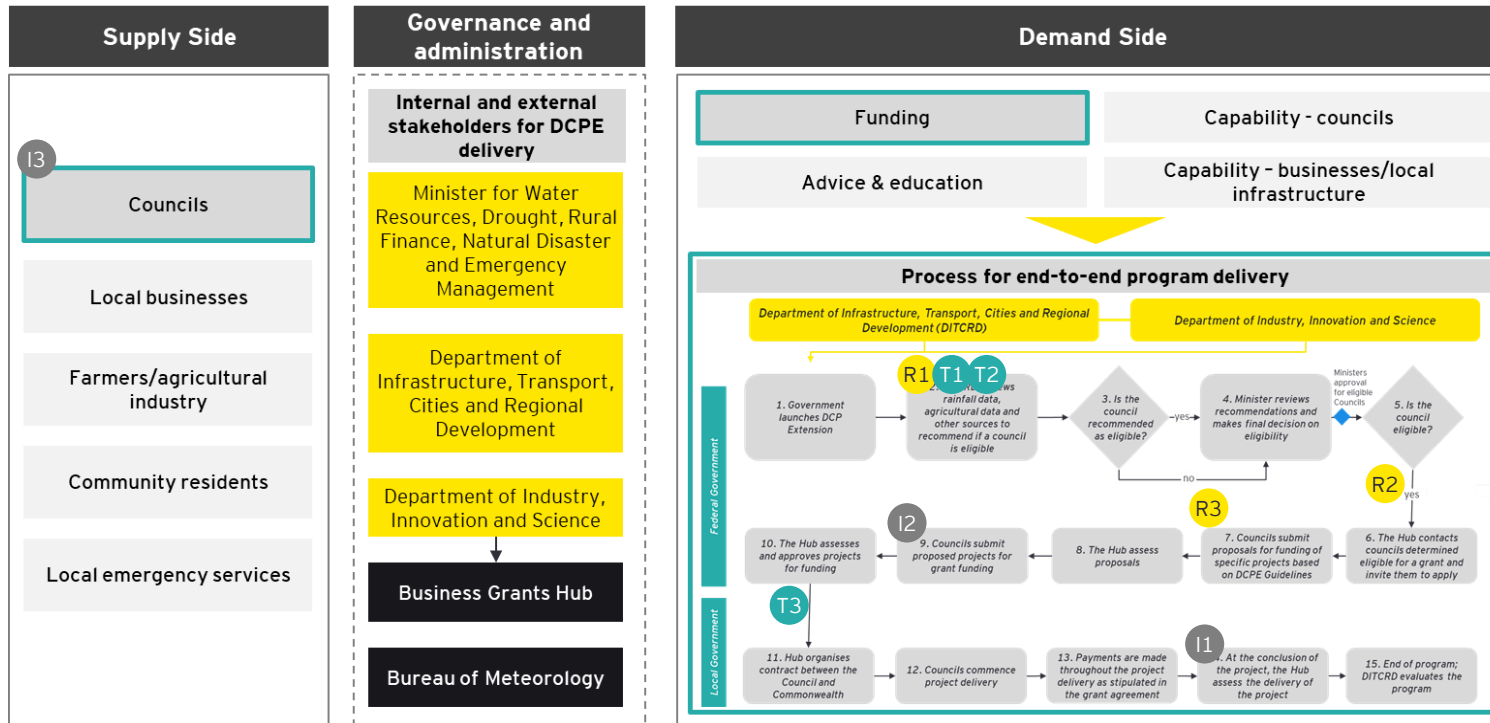 Supply Side
I3
Councils
Local businesses
Farmers/agricultural
industry
Community residents
Local emergency services
Governance and
administration
Internal and external
stakeholders for DCPE
delivery
Minister for Water
Resources, Drought, Rural
Finance, Natural Disaster
and Emergency
Management
Department of
Infrastructure, Transport,
Cities and Regional
Development
Department of Industry,
Innovation and Science
Business Grants Hub
Bureau of Meteorology
Demand Side
Funding
Capability - councils
Advice & education
Capability – businesses/local
infrastructure
Process for end-to-end program delivery
Department of Infrastructure, Transport, Cities and Regional
Development (DITCRD)
Department of Industry, Innovation and Science
Federal Government
R1
T1
T2
1. Government
launches DCP
Extension
2.
rainfall data,
agricultural data and
other sources to
recommend if a council
is eligible
3. Is the
council
recommended
as eligible?
yes
no
4. Minister reviews
recommendations and
makes final decision on
eligibility
Ministers
approval
for eligible
Councils
5. Is the
council
eligible?
R2
yes
6. The Hub contacts
councils determined
eligible for a grant and
invite them to apply
R3
7. Councils submit
proposals for funding of
specific projects based
on DCPE Guidelines
8. The Hub assess
proposals
I2
9. Councils submit
proposed projects for
grant funding
10. The Hub assesses
and approves projects
for funding
T3
Local Government
11. Hub organises
contract between the
Council and
Commonwealth
12. Councils commence
project delivery
13. Payments are made
throughout the project
delivery as stipulated
in the grant agreement
I1
At the conclusion
of the project, the Hub
assess the delivery of
the project
15. End of program;
DITCRD evaluates the
program